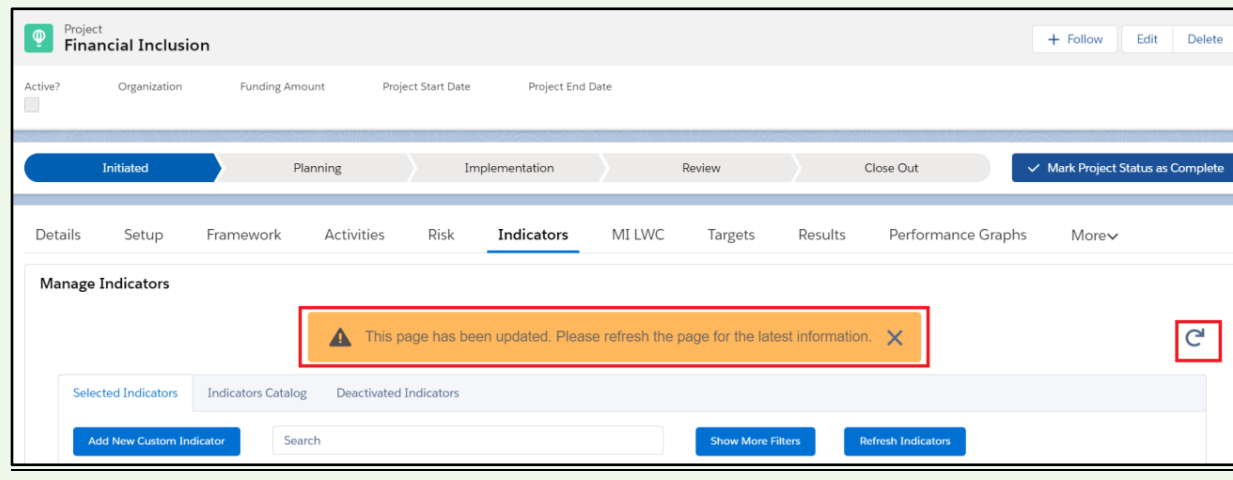 Project
Financial Inclusion
+ Follow Edit Delete
Active? Organization Funding Amount Project Start Date Project End Date
Initiated Planning Implementation Review Close Out Mark Project Status as Complete
Details Setup Framework Activities Risk Indicators MI LWC Targets Results Performance Graphs More
Manage Indicators
This page has been updated. Please refresh the page for the latest information.
Selected Indicators Indicators Catalog Deactivated Indicators
Add New Custom Indicator Search Show More Filters Refresh Indicators